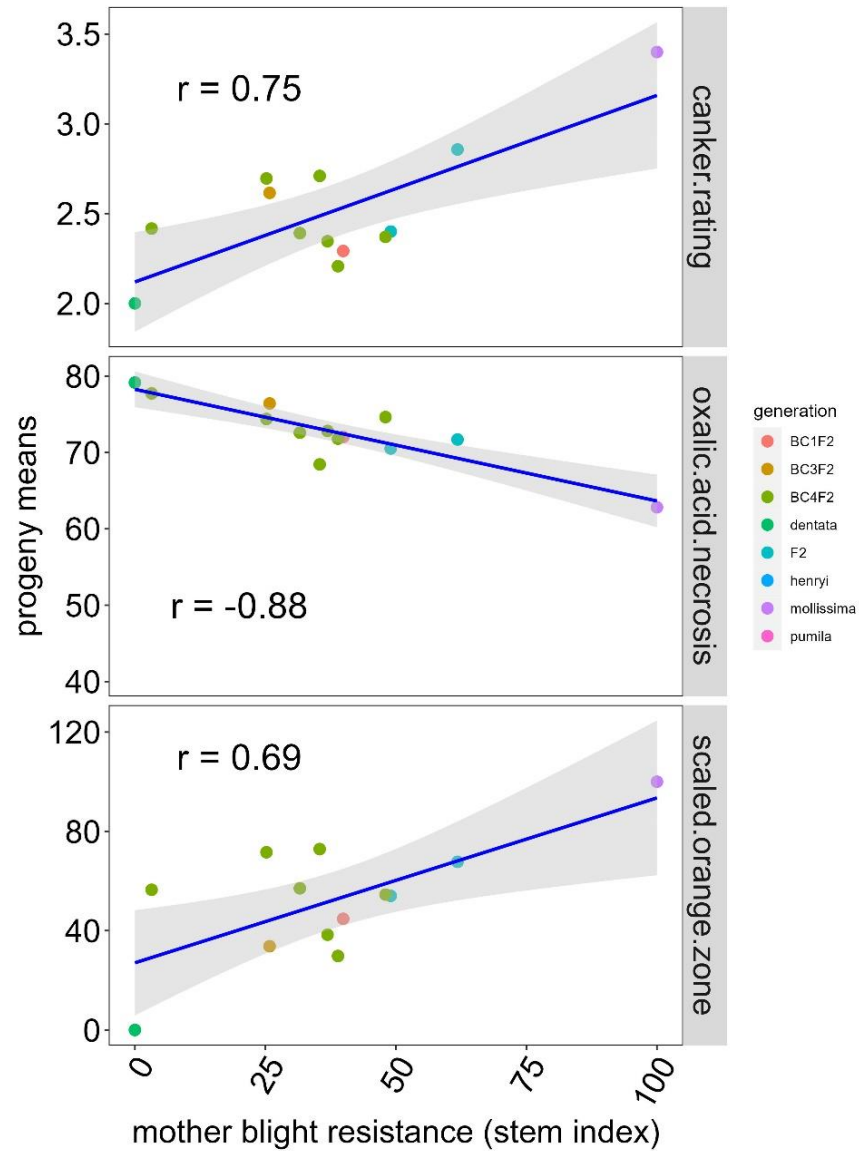 3.5
3.0
2.5
2.0
r = 0.75
canker.rating
80
70
60
50
40
r = -0.88
oxalic.acid.necrosis
120
80
40
0
r = 0.69
scaled.orange.zone
progeny means
0
25
50
75
100
mother blight resistance (stem index)
generation
BC1F2
BC3F2
BC4F2
dentata
F2
henryi
mollissima
pumila